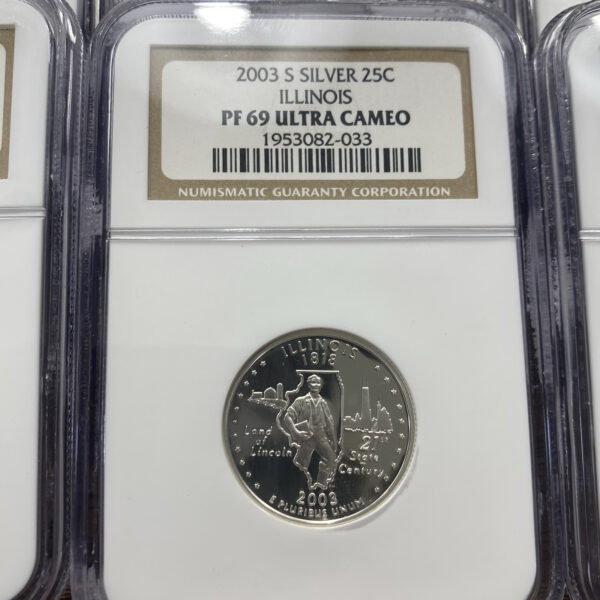 2003 S SILVER 25C
ILLINOIS
PF 69 ULTRA CAMEO
1953082-033
NUMISMATIC GUARANTY CORPORATION
ILLINOIS
1818
Land
of
Lincoln
21st
State
Century
2003
E PLURIBUS UNUM